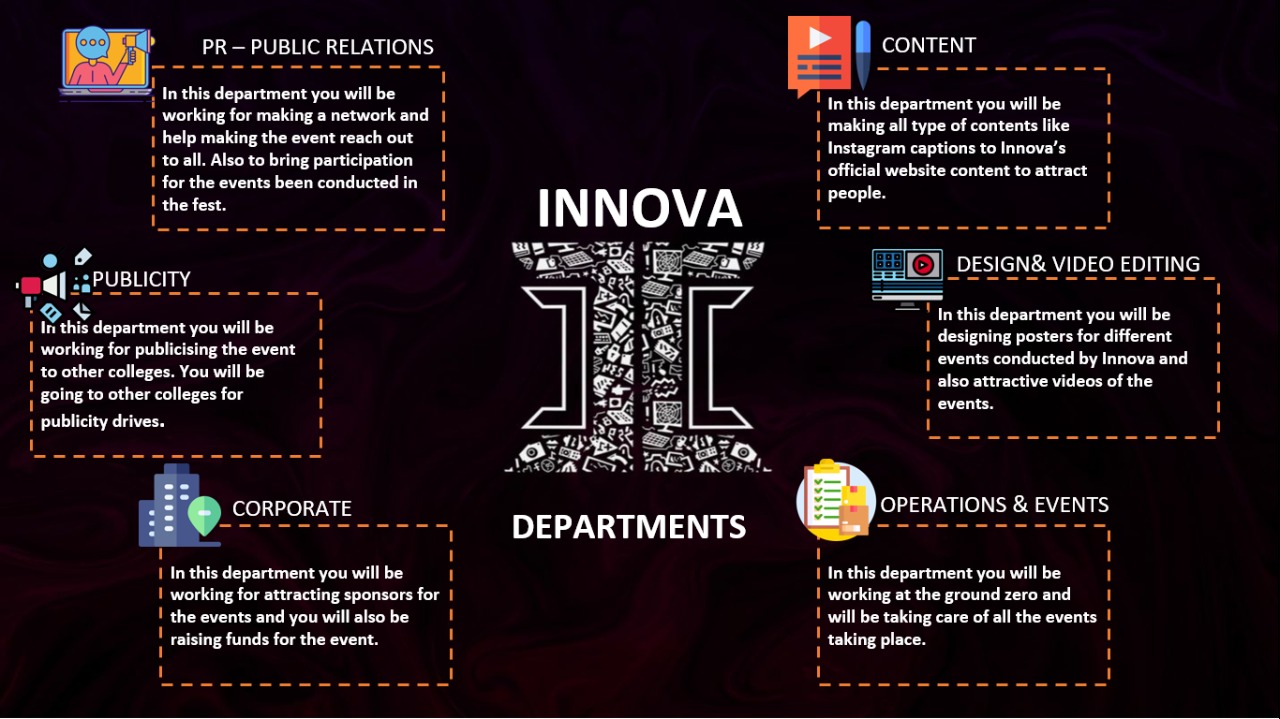 PR – PUBLIC RELATIONS
In this department you will be
working for making a network and
help making the event reach out
to all. Also to bring participation
for the events been conducted in
the fest.
CONTENT
In this department you will be
making all type of contents like
Instagram captions to Innova’s
official website content to attract
people.
INNOVA
PUBLICITY
In this department you will be
working for publicising the event
to other colleges. You will be
going to other colleges for
publicity drives.
DESIGN& VIDEO EDITING
In this department you will be
designing posters for different
events conducted by Innova and
also attractive videos of the
events.
CORPORATE
In this department you will be
working for attracting sponsors for
the events and you will also be
raising funds for the event.
DEPARTMENTS
OPERATIONS & EVENTS
In this department you will be
working at the ground zero and
will be taking care of all the events
taking place.